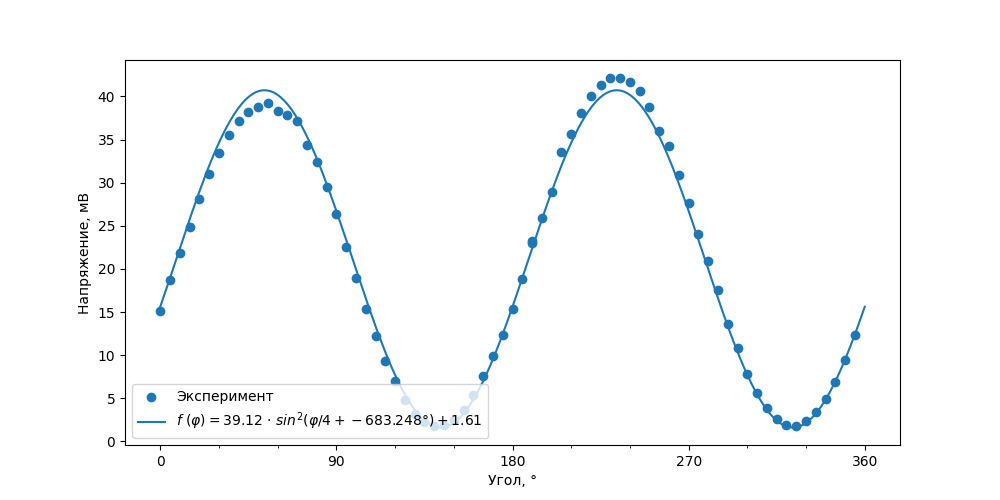 40
35
30
25
20
15
10
5
0
Напряжение, мВ
Эксперимент
f (φ) = 39.12 · sin²(φ/4 + − 683.248°) + 1.61
0 90 180 270 360
Угол, °